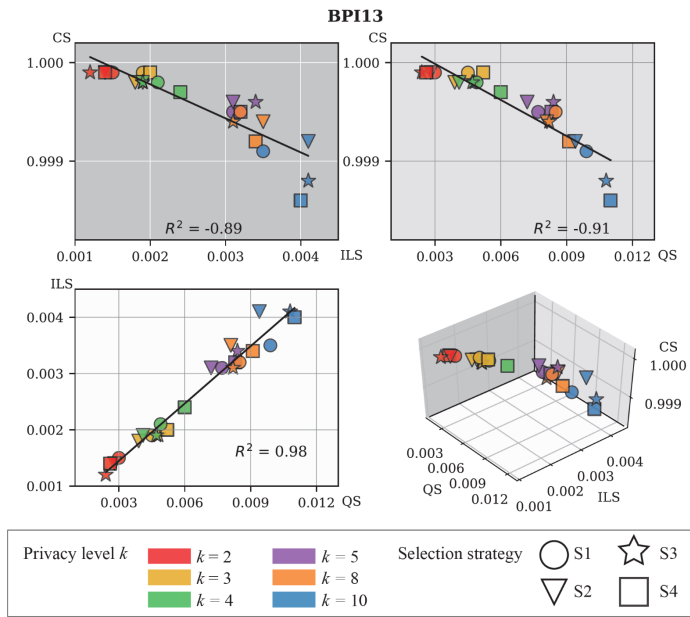 BPI13
CS
1.000
0.999
R² = -0.89
0.001 0.002 0.003 0.004 ILS
CS
1.000
0.999
R² = -0.91
0.003 0.006 0.009 0.012 QS
ILS
0.004
0.003
0.002
0.001
R² = 0.98
0.003 0.006 0.009 0.012 QS
CS
1.000
0.999
0.003
0.006
0.009
0.012
QS
0.001
0.002
0.003
0.004
ILS
Privacy level k
k = 2
k = 3
k = 4
k = 5
k = 8
k = 10
Selection strategy
S1
S2
S3
S4